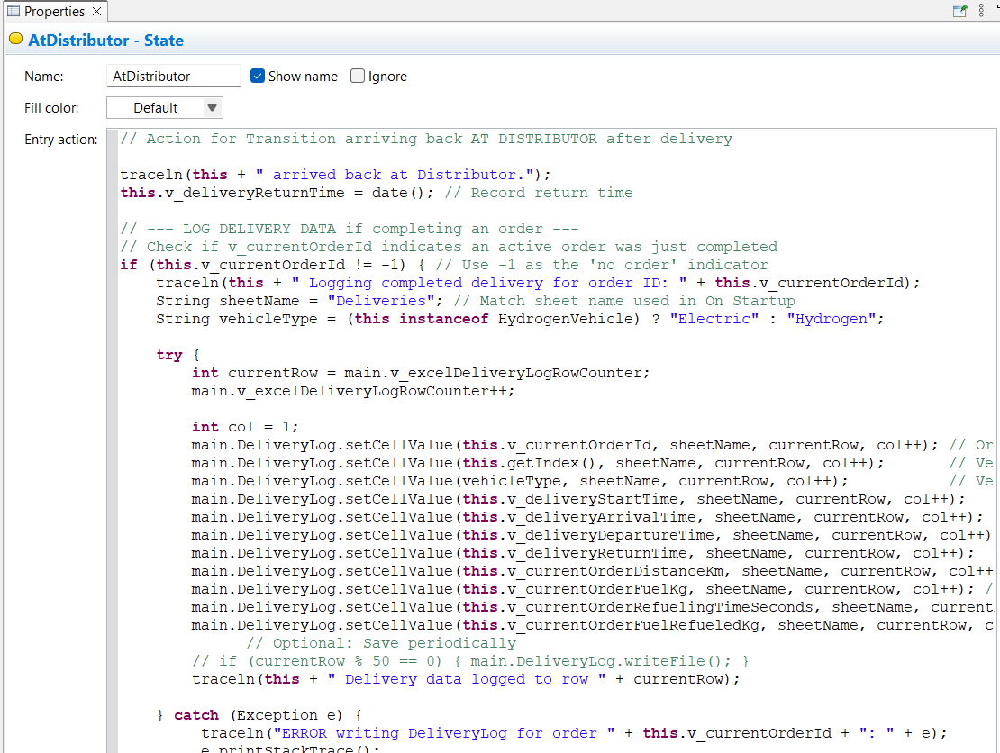 Properties
AtDistributor - State
Name: AtDistributor Show name Ignore
Fill color: Default
Entry action:
// Action for Transition arriving back AT DISTRIBUTOR after delivery
traceln(this + " arrived back at Distributor.");
this.v_deliveryReturnTime = date(); // Record return time
// --- LOG DELIVERY DATA if completing an order ---
// Check if v_currentOrderId indicates an active order was just completed
if (this.v_currentOrderId != -1) { // Use -1 as the 'no order' indicator
traceln(this + " Logging completed delivery for order ID: " + this.v_currentOrderId);
String sheetName = "Deliveries"; // Match sheet name used in On Startup
String vehicleType = (this instanceof HydrogenVehicle) ? "Electric" : "Hydrogen";
try {
int currentRow = main.v_excelDeliveryLogRowCounter;
main.v_excelDeliveryLogRowCounter++;
int col = 1;
main.DeliveryLog.setCellValue(this.v_currentOrderId, sheetName, currentRow, col++); // Or
main.DeliveryLog.setCellValue(this.getIndex(), sheetName, currentRow, col++); // Ve
main.DeliveryLog.setCellValue(vehicleType, sheetName, currentRow, col++); // Ve
main.DeliveryLog.setCellValue(this.v_deliveryStartTime, sheetName, currentRow, col++);
main.DeliveryLog.setCellValue(this.v_deliveryArrivalTime, sheetName, currentRow, col++);
main.DeliveryLog.setCellValue(this.v_deliveryDepartureTime, sheetName, currentRow, col++)
main.DeliveryLog.setCellValue(this.v_deliveryReturnTime, sheetName, currentRow, col++);
main.DeliveryLog.setCellValue(this.v_currentOrderDistanceKm, sheetName, currentRow, col++
main.DeliveryLog.setCellValue(this.v_currentOrderFuelKg, sheetName, currentRow, col++); /
main.DeliveryLog.setCellValue(this.v_currentOrderRefuelingTimeSeconds, sheetName, current
main.DeliveryLog.setCellValue(this.v_currentOrderFuelRefueledKg, sheetName, currentRow, c
// Optional: Save periodically
// if (currentRow % 50 == 0) { main.DeliveryLog.writeFile(); }
traceln(this + " Delivery data logged to row " + currentRow);
} catch (Exception e) {
traceln("ERROR writing DeliveryLog for order " + this.v_currentOrderId + ": " + e);
e.printStackTrace();